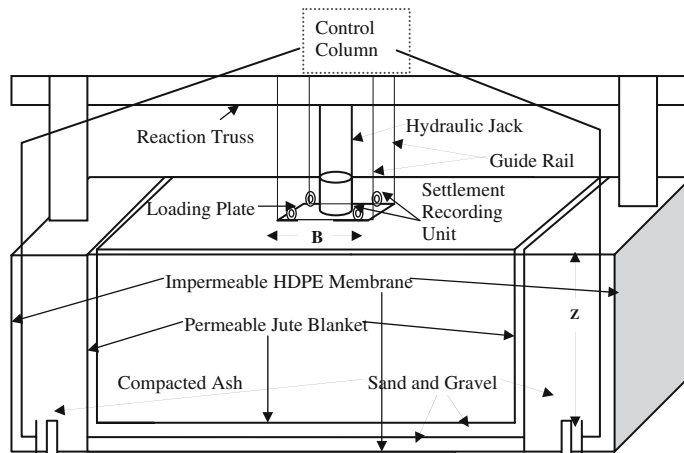 Control
Column
Reaction Truss
Hydraulic Jack
Guide Rail
Loading Plate
Settlement
Recording
Unit
B
Impermeable HDPE Membrane
z
Permeable Jute Blanket
Compacted Ash
Sand and Gravel